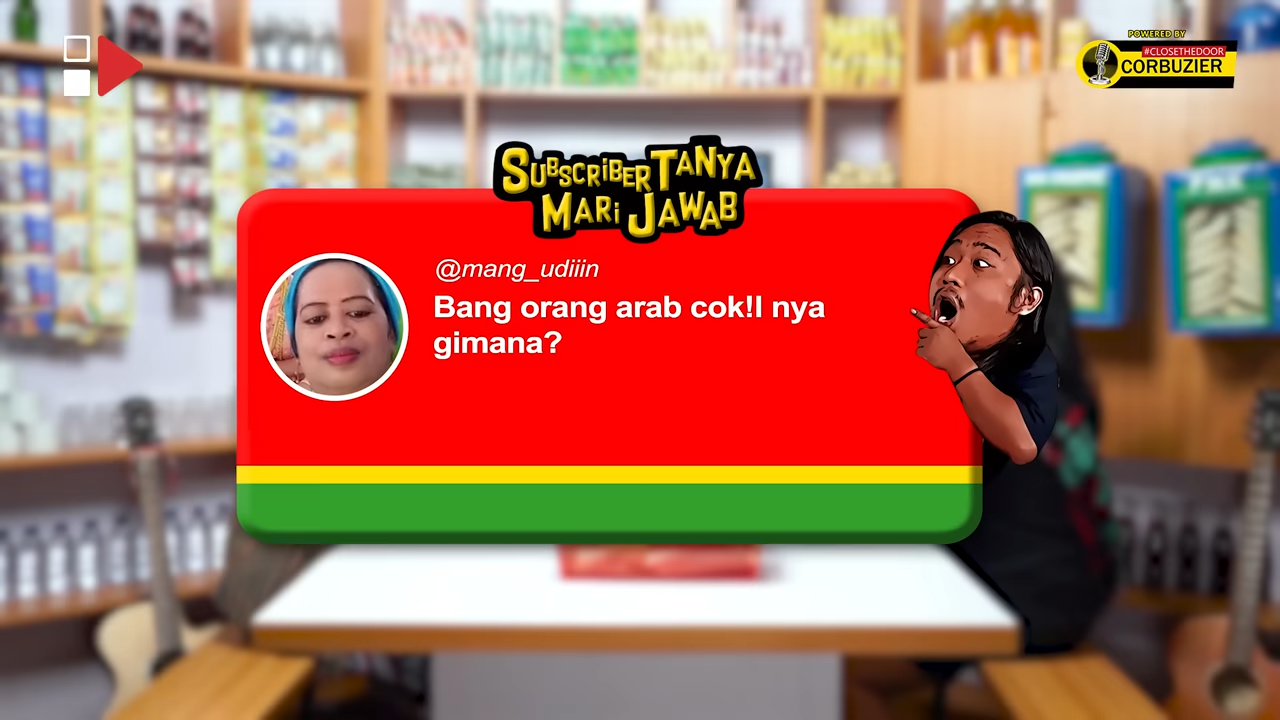 POWERED BY
#CLOSETHEDOOR
CORBUZIER
SUBSCRIBER TANYA
MARI JAWAB
@mang_udiiin
Bang orang arab cok!l nya
gimana?